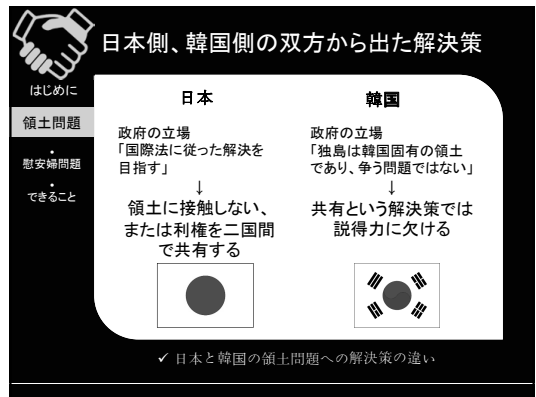 日本側、韓国側の双方から出た解決策
はじめに
領土問題
・
慰安婦問題
・
できること
日本
政府の立場
「国際法に従った解決を
目指す」
↓
領土に接触しない、
または利権を二国間
で共有する
韓国
政府の立場
「独島は韓国固有の領土
であり、争う問題ではない」
↓
共有という解決策では
説得力に欠ける
✓ 日本と韓国の領土問題への解決策の違い